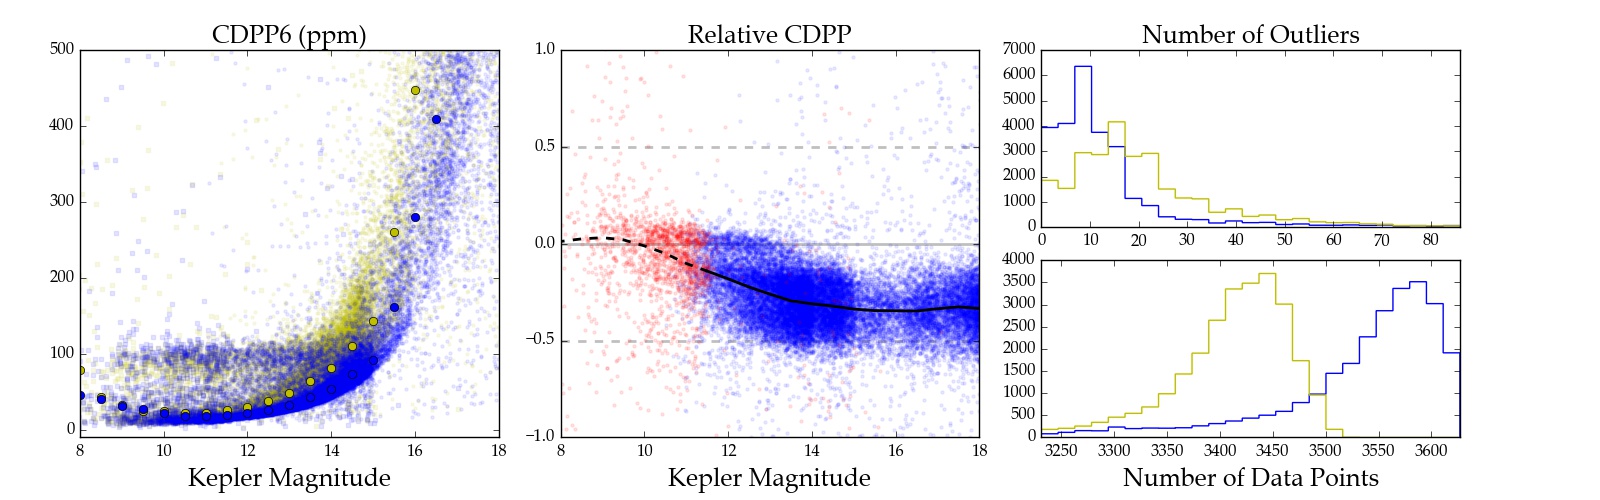 CDPP6 (ppm)
500
400
300
200
100
0
8 10 12 14 16 18
Kepler Magnitude
Relative CDPP
1.0
0.5
0.0
−0.5
−1.0
8 10 12 14 16 18
Kepler Magnitude
Number of Outliers
7000
6000
5000
4000
3000
2000
1000
0
0 10 20 30 40 50 60 70 80
4000
3500
3000
2500
2000
1500
1000
500
0
3250 3300 3350 3400 3450 3500 3550 3600
Number of Data Points